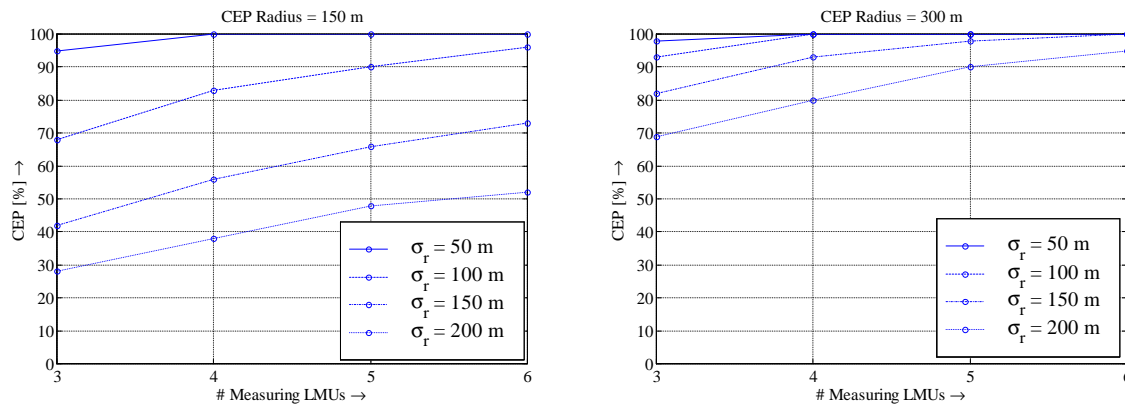 CEP Radius = 150 m
100
90
80
70
60
50
40
30
20
10
0
CEP [%] →
3
4
5
6
# Measuring LMUs →
σr = 50 m
σr = 100 m
σr = 150 m
σr = 200 m
CEP Radius = 300 m
100
90
80
70
60
50
40
30
20
10
0
CEP [%] →
3
4
5
6
# Measuring LMUs →
σr = 50 m
σr = 100 m
σr = 150 m
σr = 200 m